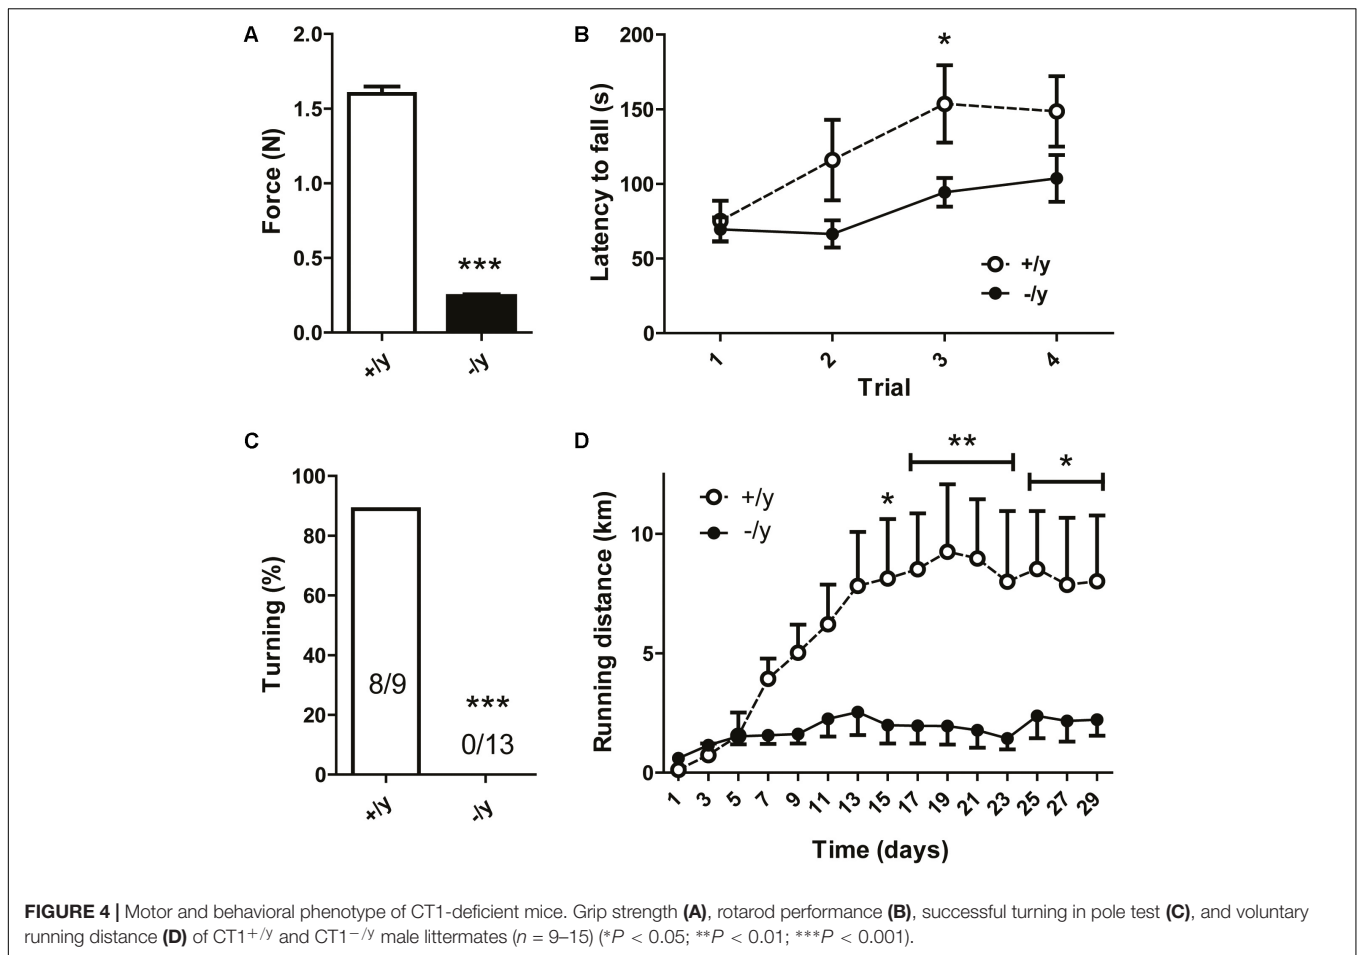 A
2.0
1.5
1.0
0.5
0.0
Force (N)
***
+/y
-/y
B
200
150
100
50
0
Latency to fall (s)
*
+/y
-/y
1
2
3
4
Trial
C
100
80
60
40
20
0
Turning (%)
8/9
***
0/13
+/y
-/y
D
10
5
0
Running distance (km)
+/y
-/y
*
**
*
1
3
5
7
9
11
13
15
17
19
21
23
25
27
29
Time (days)
FIGURE 4 | Motor and behavioral phenotype of CT1-deficient mice. Grip strength (A), rotarod performance (B), successful turning in pole test (C), and voluntary
running distance (D) of CT1+/y and CT1−/y male littermates (n = 9–15) (*P < 0.05; **P < 0.01; ***P < 0.001).